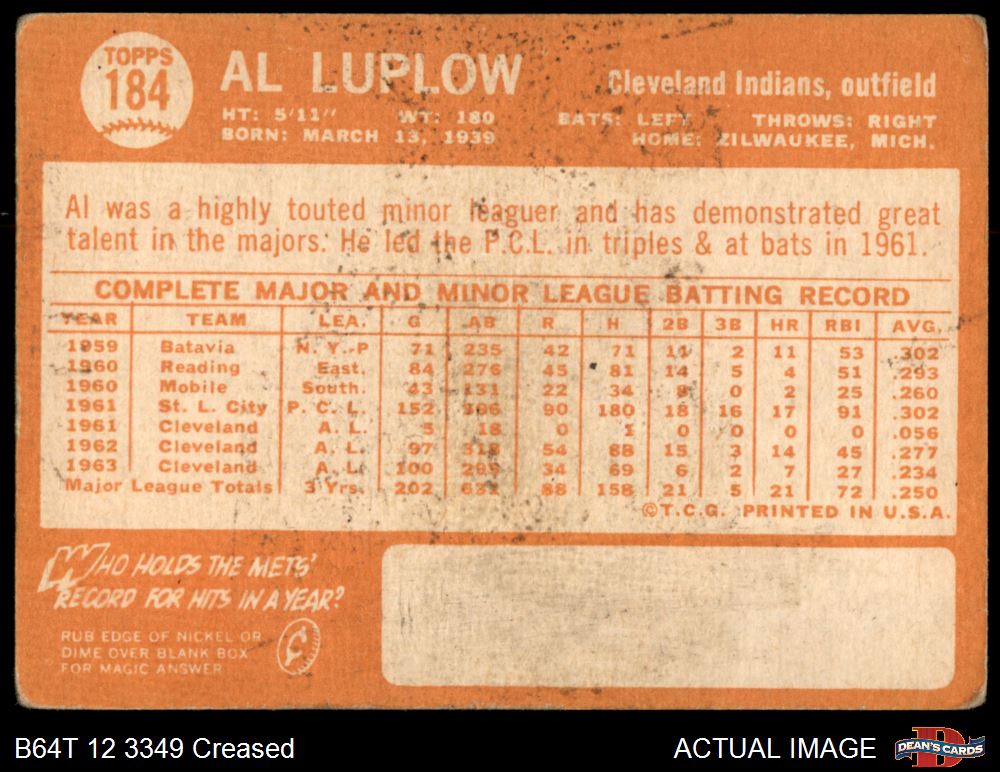 TOPPS
184
AL LUPLOW
Cleveland Indians, outfield
HT: 5'11" WT: 180 BATS: LEFT THROWS: RIGHT
BORN: MARCH 13, 1939 HOME: ZILWAUKEE, MICH.
Al was a highly touted minor leaguer and has demonstrated great
talent in the majors. He led the P.C.L. in triples & at bats in 1961.
COMPLETE MAJOR AND MINOR LEAGUE BATTING RECORD
YEAR TEAM LEA. G AB R H 2B 3B HR RBI AVG.
1959 Batavia N.Y.-P 71 235 42 71 11 2 11 53 .302
1960 Reading East. 84 276 45 81 14 5 4 51 .293
1960 Mobile South. 43 131 22 34 8 0 2 25 .260
1961 St. L. City P.C.L. 152 596 90 180 18 16 17 91 .302
1961 Cleveland A.L. 5 18 0 1 0 0 0 0 .056
1962 Cleveland A.L. 97 318 54 88 15 3 14 45 .277
1963 Cleveland A.L. 100 295 34 69 6 2 7 27 .234
Major League Totals 3 Yrs. 202 631 88 158 21 5 21 72 .250
©T.C.G. PRINTED IN U.S.A.
WHO HOLDS THE METS'
RECORD FOR HITS IN A YEAR?
RUB EDGE OF NICKEL OR
DIME OVER BLANK BOX
FOR MAGIC ANSWER
B64T 12 3349 Creased
ACTUAL IMAGE
DEAN'S CARDS